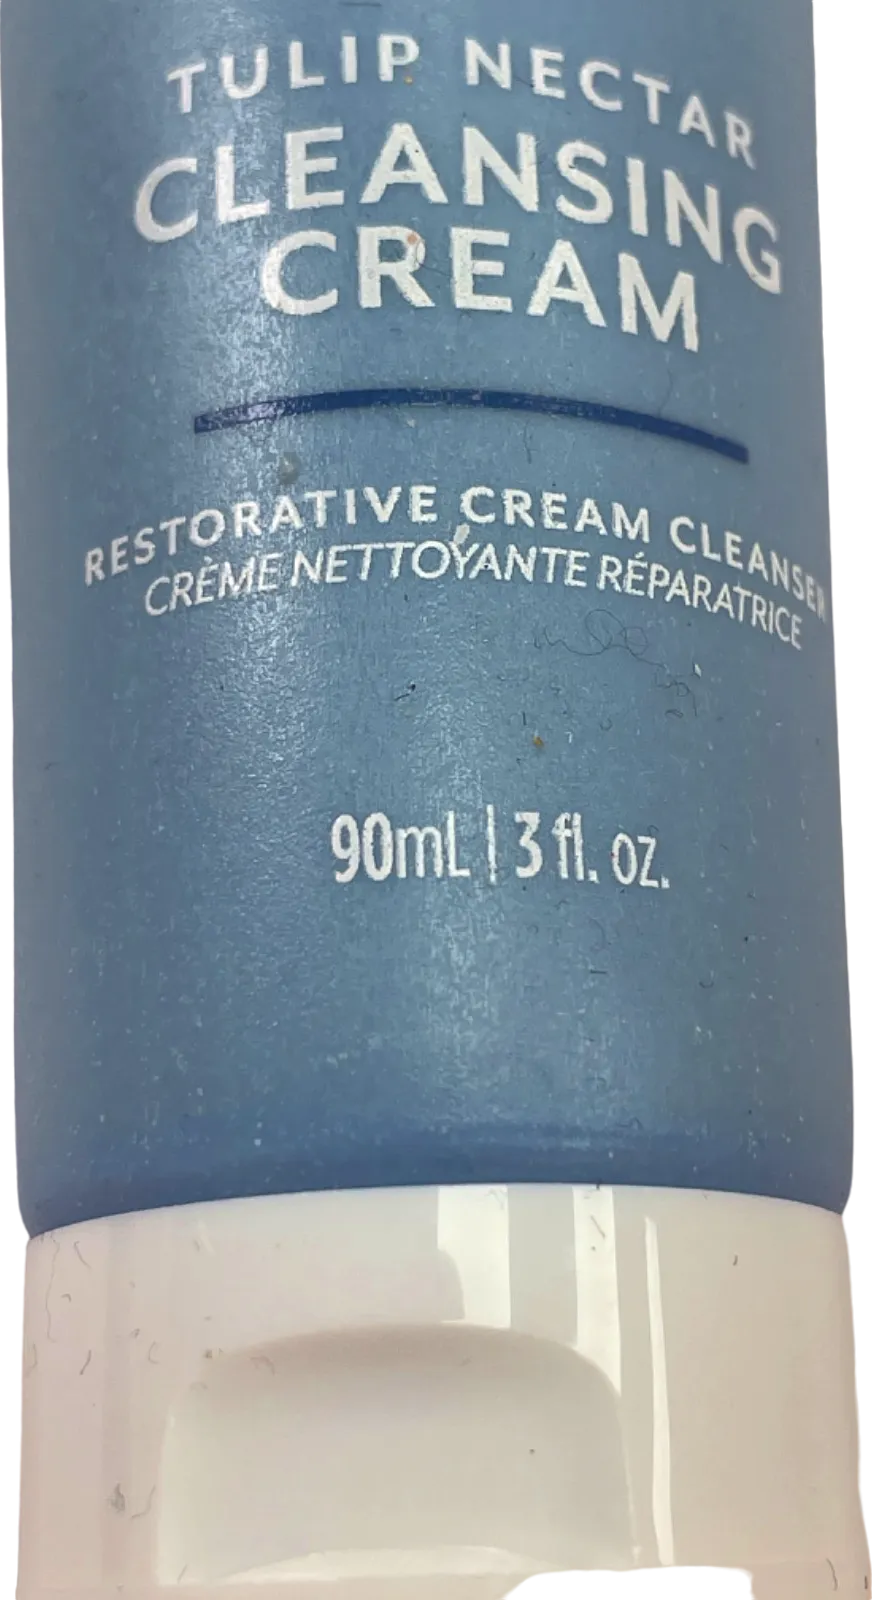 TULIP NECTAR
CLEANSING
CREAM
RESTORATIVE CREAM CLEANSER
CRÈME NETTOYANTE RÉPARATRICE
90mL | 3 fl. oz.